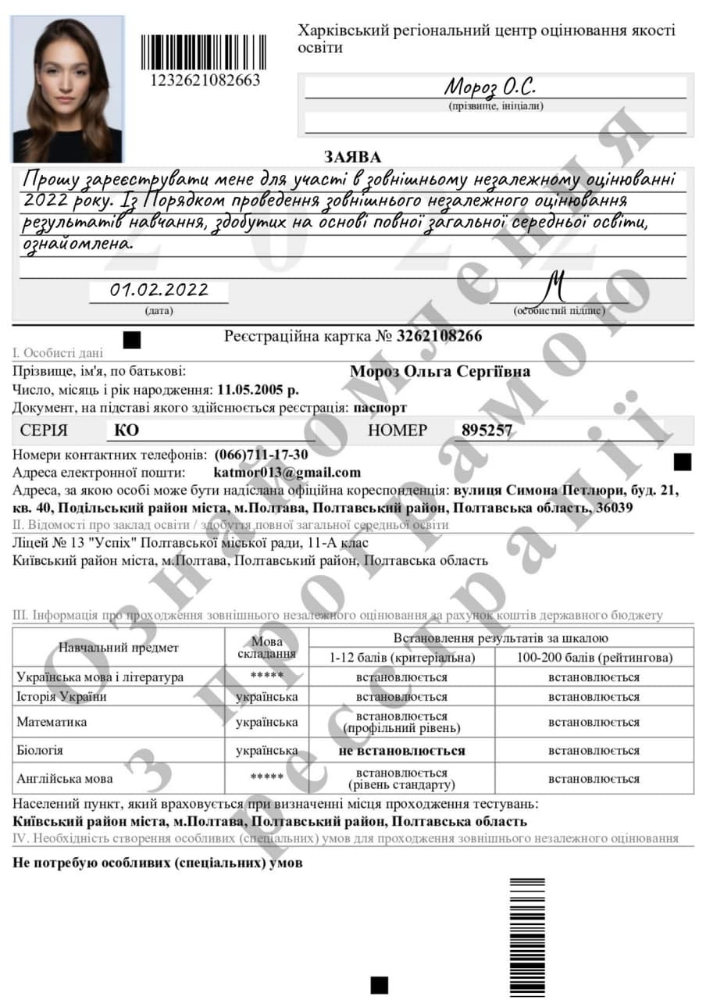 1232621082663
Харківський регіональний центр оцінювання якості
освіти
Мороз О.С.
(прізвище, ініціали)
ЗАЯВА
Прошу зареєструвати мене для участі в зовнішньому незалежному оцінюванні
2022 року. Із Порядком проведення зовнішнього незалежного оцінювання
результатів навчання, здобутих на основі повної загальної середньої освіти,
ознайомлена.
2022
01.02.2022 М
(дата) (особистий підпис)
Реєстраційна картка № 3262108266
I. Особисті дані
Прізвище, ім'я, по батькові: Мороз Ольга Сергіївна
Число, місяць і рік народження: 11.05.2005 р.
Документ, на підставі якого здійснюється реєстрація: паспорт
СЕРІЯ КО НОМЕР 895257
Номери контактних телефонів: (066)711-17-30
Адреса електронної пошти: katmor013@gmail.com
Адреса, за якою особі може бути надіслана офіційна кореспонденція: вулиця Симона Петлюри, буд. 21,
кв. 40, Подільський район міста, м.Полтава, Полтавський район, Полтавська область, 36039
II. Відомості про заклад освіти / здобуття повної загальної середньої освіти
Ліцей № 13 "Успіх" Полтавської міської ради, 11-А клас
Київський район міста, м.Полтава, Полтавський район, Полтавська область
III. Інформація про проходження зовнішнього незалежного оцінювання за рахунок коштів державного бюджету
Навчальний предмет Мова складання Встановлення результатів за шкалою
1-12 балів (критеріальна) 100-200 балів (рейтингова)
Українська мова і література ***** встановлюється встановлюється
Історія України українська встановлюється встановлюється
Математика українська встановлюється (профільний рівень) встановлюється
Біологія українська не встановлюється встановлюється
Англійська мова ***** встановлюється (рівень стандарту) встановлюється
Населений пункт, який враховується при визначенні місця проходження тестувань:
Київський район міста, м.Полтава, Полтавський район, Полтавська область
IV. Необхідність створення особливих (спеціальних) умов для проходження зовнішнього незалежного оцінювання
Не потребую особливих (спеціальних) умов
Ознайомлення
з програмою
реєстрації